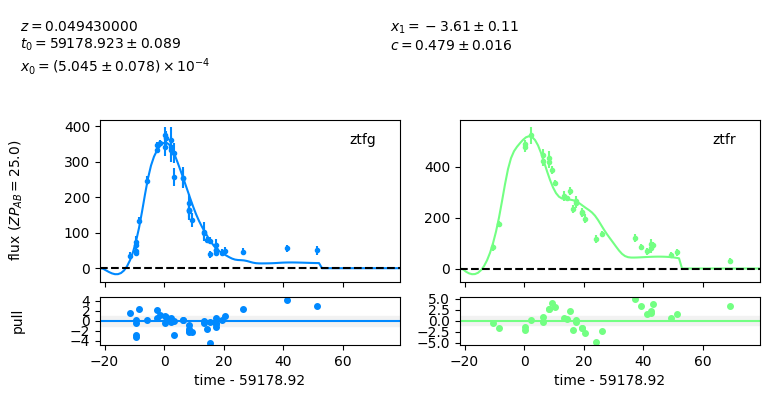 z = 0.049430000
t₀ = 59178.923 ± 0.089
x₀ = (5.045 ± 0.078) × 10⁻⁴
x₁ = −3.61 ± 0.11
c = 0.479 ± 0.016
flux (ZP_AB = 25.0)
400
300
200
100
0
ztfg
400
200
0
ztfr
pull
4
2
0
−2
−4
−20 0 20 40 60
time - 59178.92
5.0
2.5
0.0
−2.5
−5.0
−20 0 20 40 60
time - 59178.92